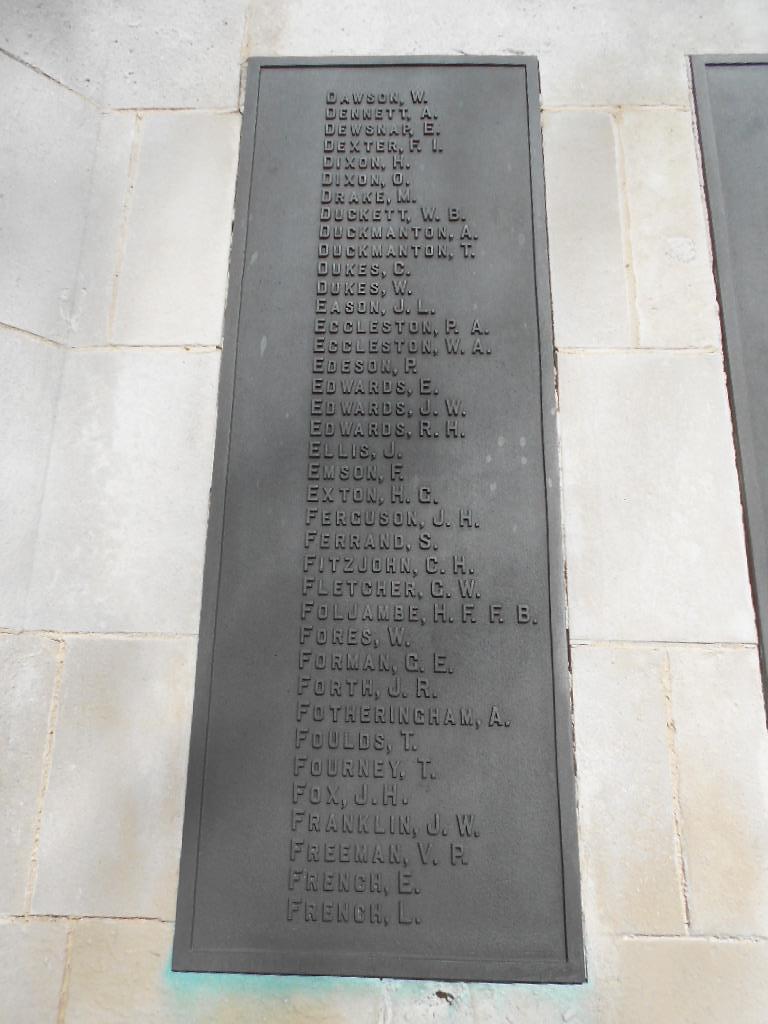 DAWSON, W.
DENNETT, A.
DEWSNAP, E.
DEXTER, F. I.
DIXON, H.
DIXON, O.
DRAKE, M.
DUCKETT, W. B.
DUCKMANTON, A.
DUCKMANTON, T.
DUKES, C.
DUKES, W.
EASON, J. L.
ECCLESTON, P. A.
ECCLESTON, W. A.
EDESON, P.
EDWARDS, E.
EDWARDS, J. W.
EDWARDS, R. H.
ELLIS, J.
EMSON, F.
EXTON, H. G.
FERGUSON, J. H.
FERRAND, S.
FITZJOHN, C. H.
FLETCHER, G. W.
FOLJAMBE, H. F. F. B.
FORES, W.
FORMAN, G. E.
FORTH, J. R.
FOTHERINGHAM, A.
FOULDS, T.
FOURNEY, T.
FOX, J. H.
FRANKLIN, J. W.
FREEMAN, V. P.
FRENCH, E.
FRENCH, L.